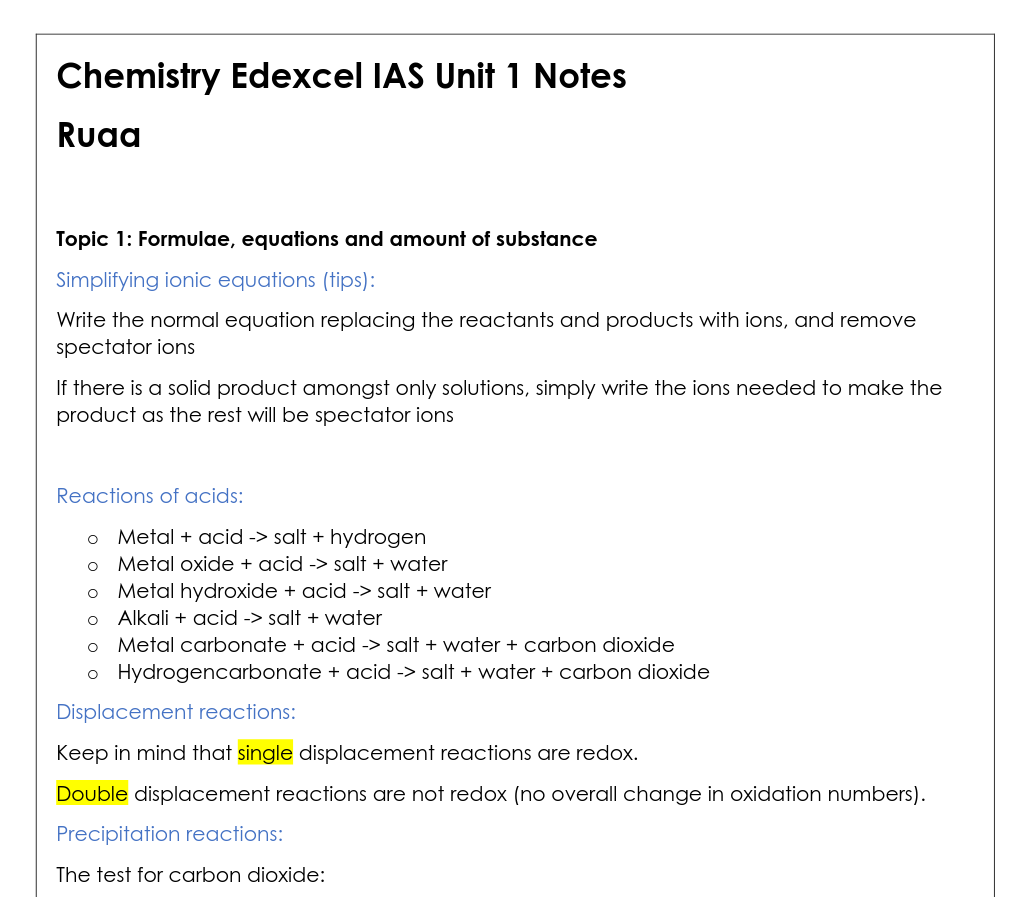 Chemistry Edexcel IAS Unit 1 Notes
Ruaa
Topic 1: Formulae, equations and amount of substance
Simplifying ionic equations (tips):
Write the normal equation replacing the reactants and products with ions, and remove
spectator ions
If there is a solid product amongst only solutions, simply write the ions needed to make the
product as the rest will be spectator ions
Reactions of acids:
o Metal + acid -> salt + hydrogen
o Metal oxide + acid -> salt + water
o Metal hydroxide + acid -> salt + water
o Alkali + acid -> salt + water
o Metal carbonate + acid -> salt + water + carbon dioxide
o Hydrogencarbonate + acid -> salt + water + carbon dioxide
Displacement reactions:
Keep in mind that single displacement reactions are redox.
Double displacement reactions are not redox (no overall change in oxidation numbers).
Precipitation reactions:
The test for carbon dioxide: